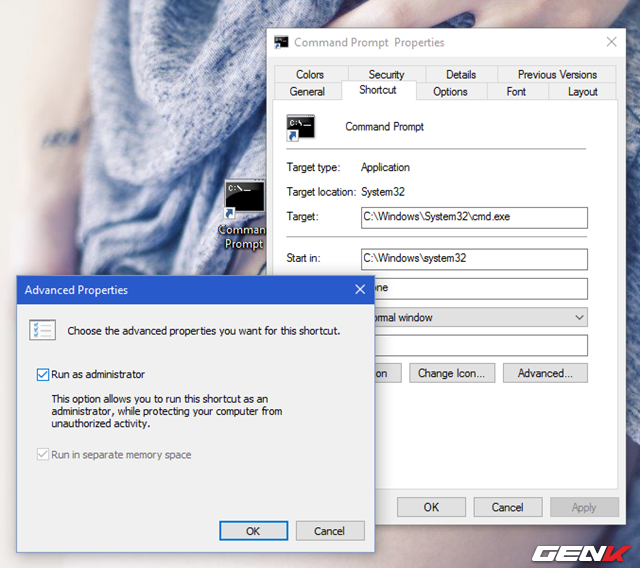 Command Prompt Properties
Colors
Security
Details
Previous Versions
General
Shortcut
Options
Font
Layout
C:\_
Command Prompt
Target type: Application
Target location: System32
Target: C:\Windows\System32\cmd.exe
Start in: C:\Windows\system32
one
ormal window
on
Change Icon...
Advanced...
OK
Cancel
Apply
C:\_
Command
Prompt
Advanced Properties
Choose the advanced properties you want for this shortcut.
Run as administrator
This option allows you to run this shortcut as an
administrator, while protecting your computer from
unauthorized activity.
Run in separate memory space
OK
Cancel
GENK